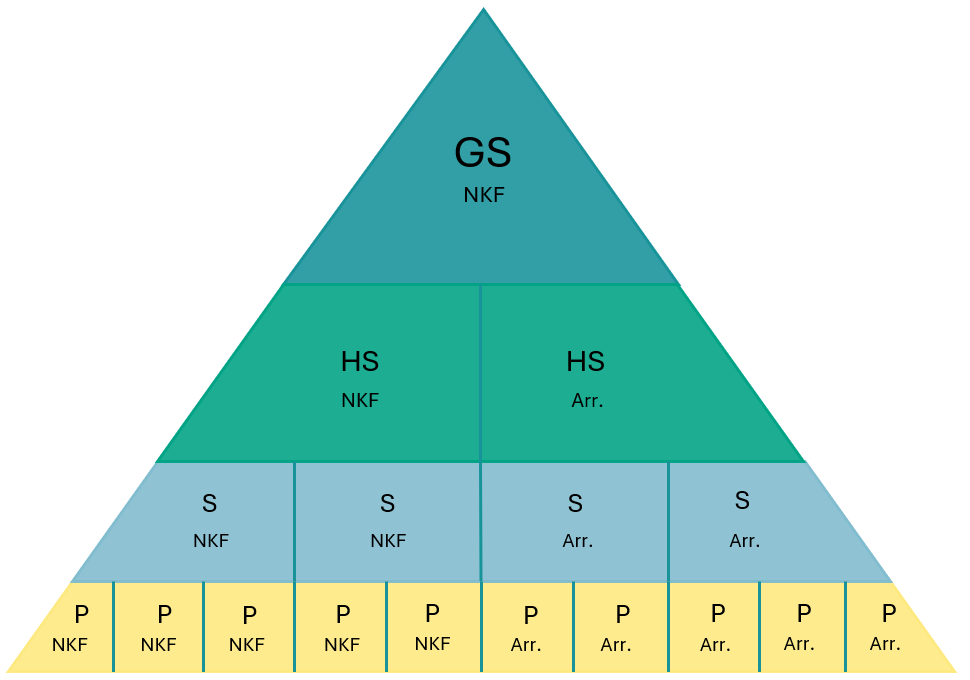 GS
NKF
HS HS
NKF Arr.
S S S S
NKF NKF Arr. Arr.
P P P P P P P P P P
NKF NKF NKF NKF NKF Arr. Arr. Arr. Arr. Arr.